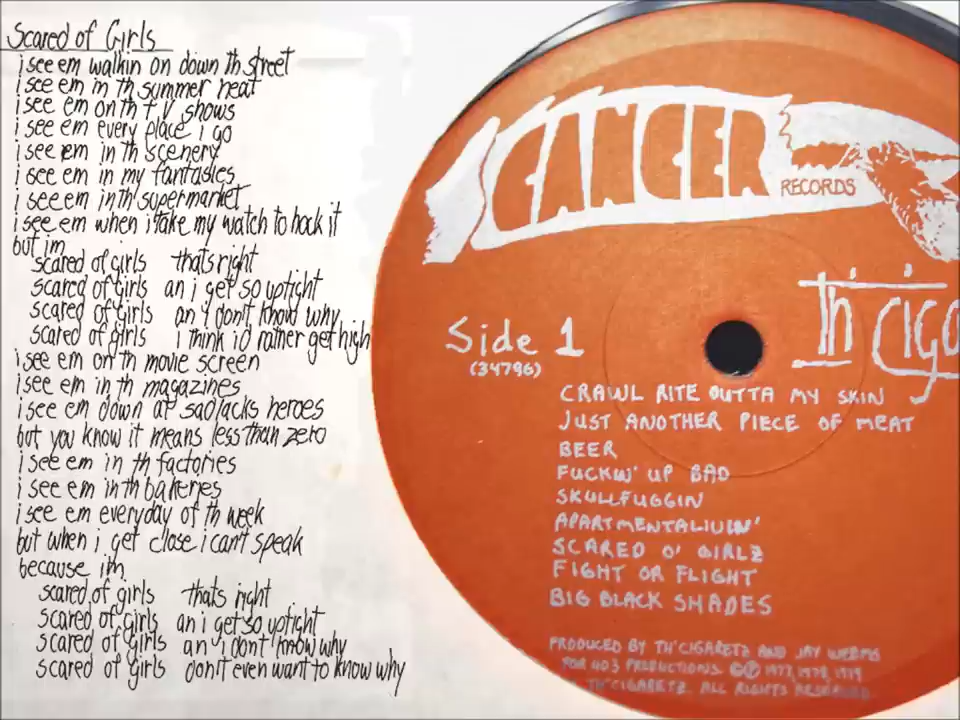 Scared of Girls
i see em walkin on down th street
i see em in th summer heat
i see em on th t v shows
i see em every place i go
i see em in th scenery
i see em in my fantasies
i see em in th supermarket
i see em when i take my watch to hock it
but im
scared of girls thats right
scared of girls an i get so uptight
scared of girls an i don't know why
scared of girls i think i'd rather get high
i see em on th movie screen
i see em in th magazines
i see em down at sadlacks heroes
but you know it means less than zero
i see em in th factories
i see em in th bakeries
i see em everyday of th week
but when i get close i can't speak
because im
scared of girls thats right
scared of girls an i get so uptight
scared of girls an i don't know why
scared of girls don't even want to know why
CANCER
RECORDS
th' ciga
Side 1
(34796)
CRAWL RITE OUTTA MY SKIN
JUST ANOTHER PIECE OF MEAT
BEER
FUCKIN' UP BAD
SKULLFUGGIN
APARTMENTALIVIN'
SCARED O' GIRLZ
FIGHT OR FLIGHT
BIG BLACK SHADES
PRODUCED BY TH'CIGARETZ AND JAY
FOR 403 PRODUCTIONS. © ℗ 1977, 1978, 1979
TH'CIGARETZ. ALL RIGHTS RESERVED.